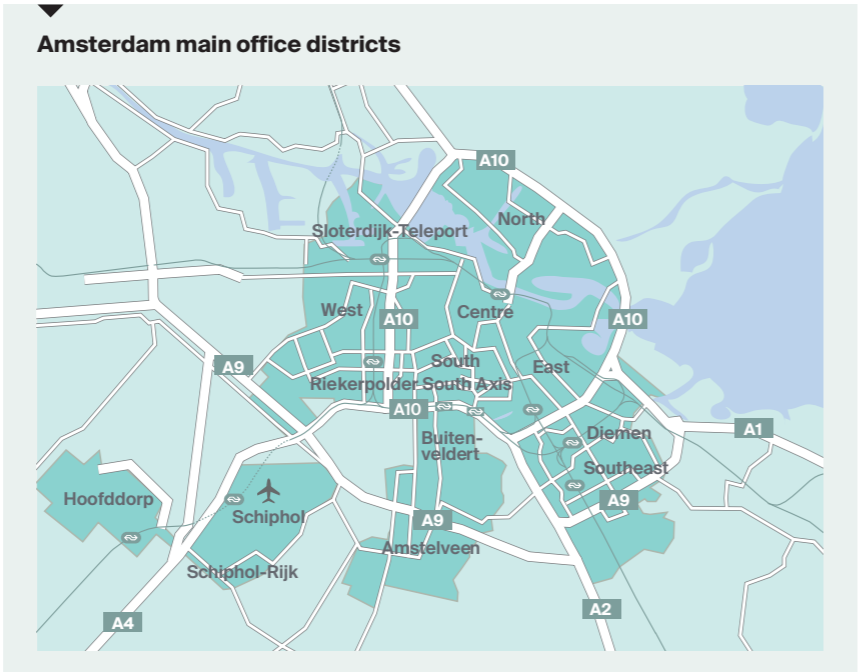 Amsterdam main office districts
A10
North
Sloterdijk-Teleport
West
A10
Centre
A10
A9
South
East
Riekerpolder South Axis
A10
Buiten-
veldert
Diemen
A1
Southeast
Hoofddorp
A9
Schiphol
A9
Amstelveen
Schiphol-Rijk
A4
A2